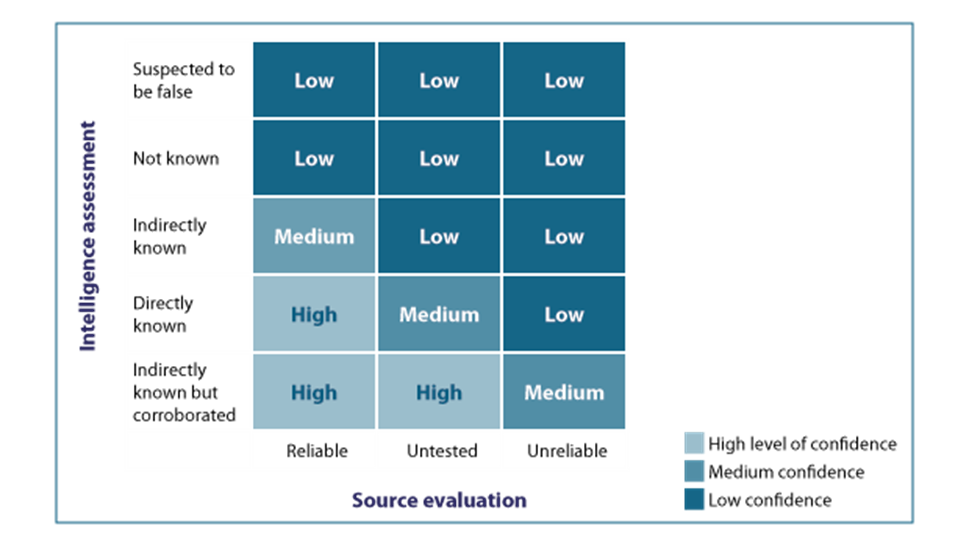 Intelligence assessment
Suspected to
be false
Low
Low
Low
Not known
Low
Low
Low
Indirectly
known
Medium
Low
Low
Directly
known
High
Medium
Low
Indirectly
known but
corroborated
High
High
Medium
Reliable
Untested
Unreliable
Source evaluation
High level of confidence
Medium confidence
Low confidence